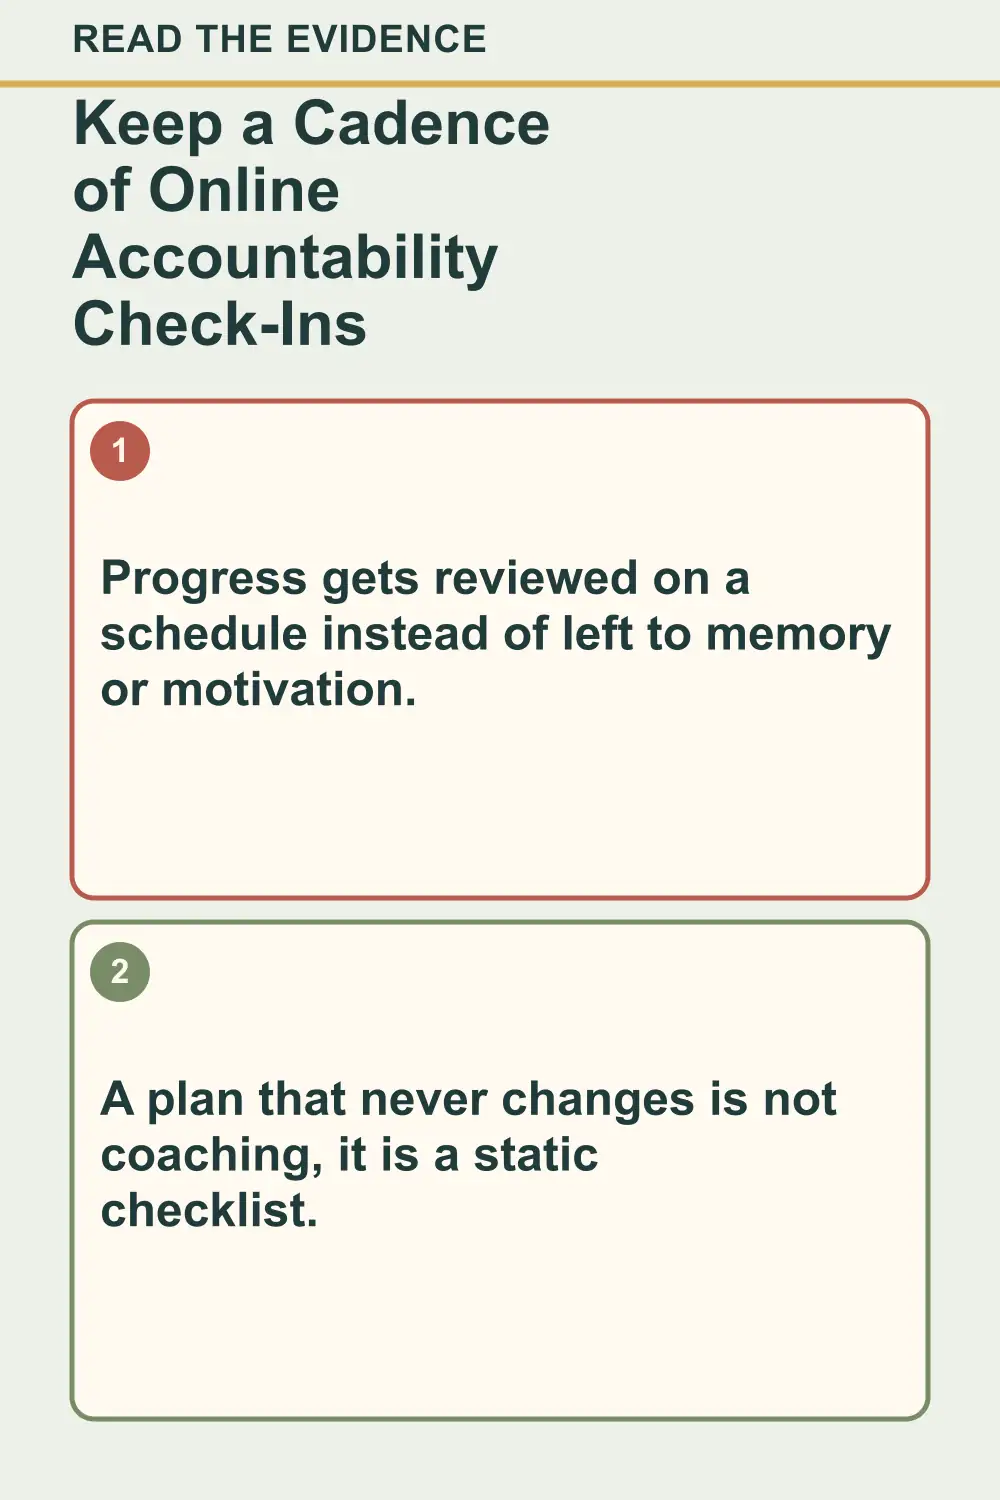 READ THE EVIDENCE
Keep a Cadence
of Online
Accountability
Check-Ins
1
Progress gets reviewed on a
schedule instead of left to memory
or motivation.
2
A plan that never changes is not
coaching, it is a static
checklist.